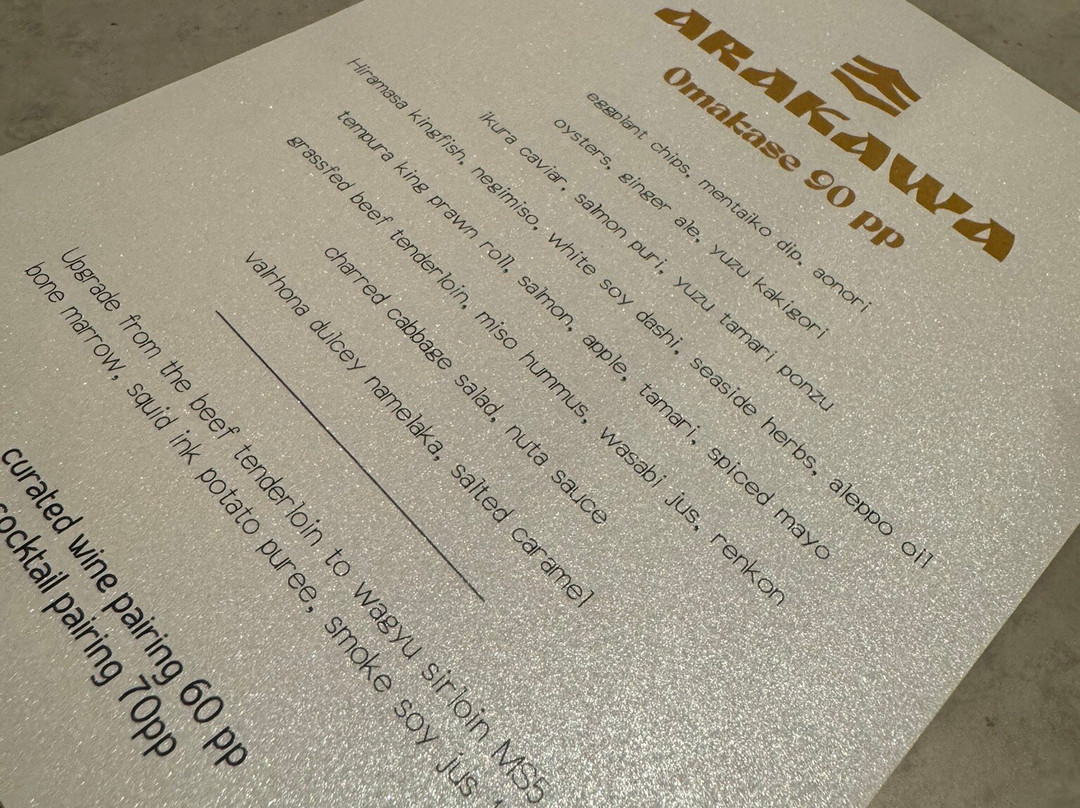 ARAKAWA
Omakase 90 pp
eggplant chips, mentaiko dip, aonori
oysters, ginger ale, yuzu kakigori
ikura caviar, salmon puri, yuzu tamari ponzu
Hiramasa kingfish, negimiso, white soy dashi, seaside herbs, aleppo oil
tempura king prawn roll, salmon, apple, tamari, spiced mayo
grassfed beef tenderloin, miso hummus, wasabi jus, renkon
charred cabbage salad, nuta sauce
valrhona dulcey namelaka, salted caramel
Upgrade from the beef tenderloin to wagyu sirloin MS5
bone marrow, squid ink potato puree, smoke soy jus
curated wine pairing 60 pp
cocktail pairing 70pp